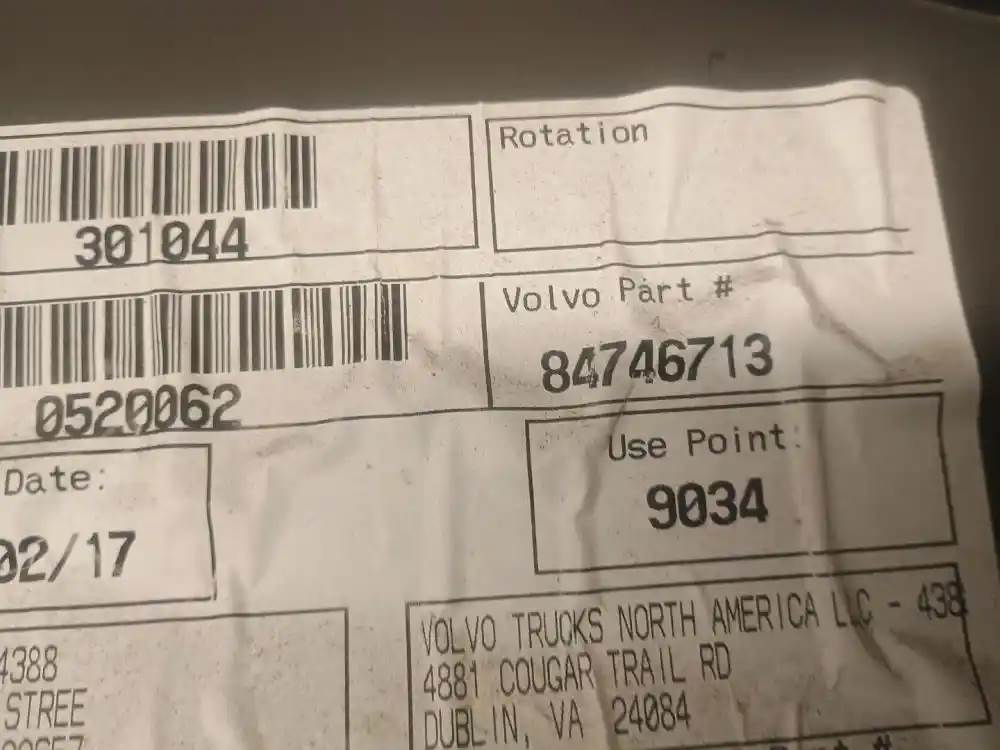 Rotation
301044
Volvo Part #
84746713
0520062
Use Point:
9034
Date:
02/17
VOLVO TRUCKS NORTH AMERICA LLC - 438
4881 COUGAR TRAIL RD
DUBLIN, VA 24084
4388
STREE